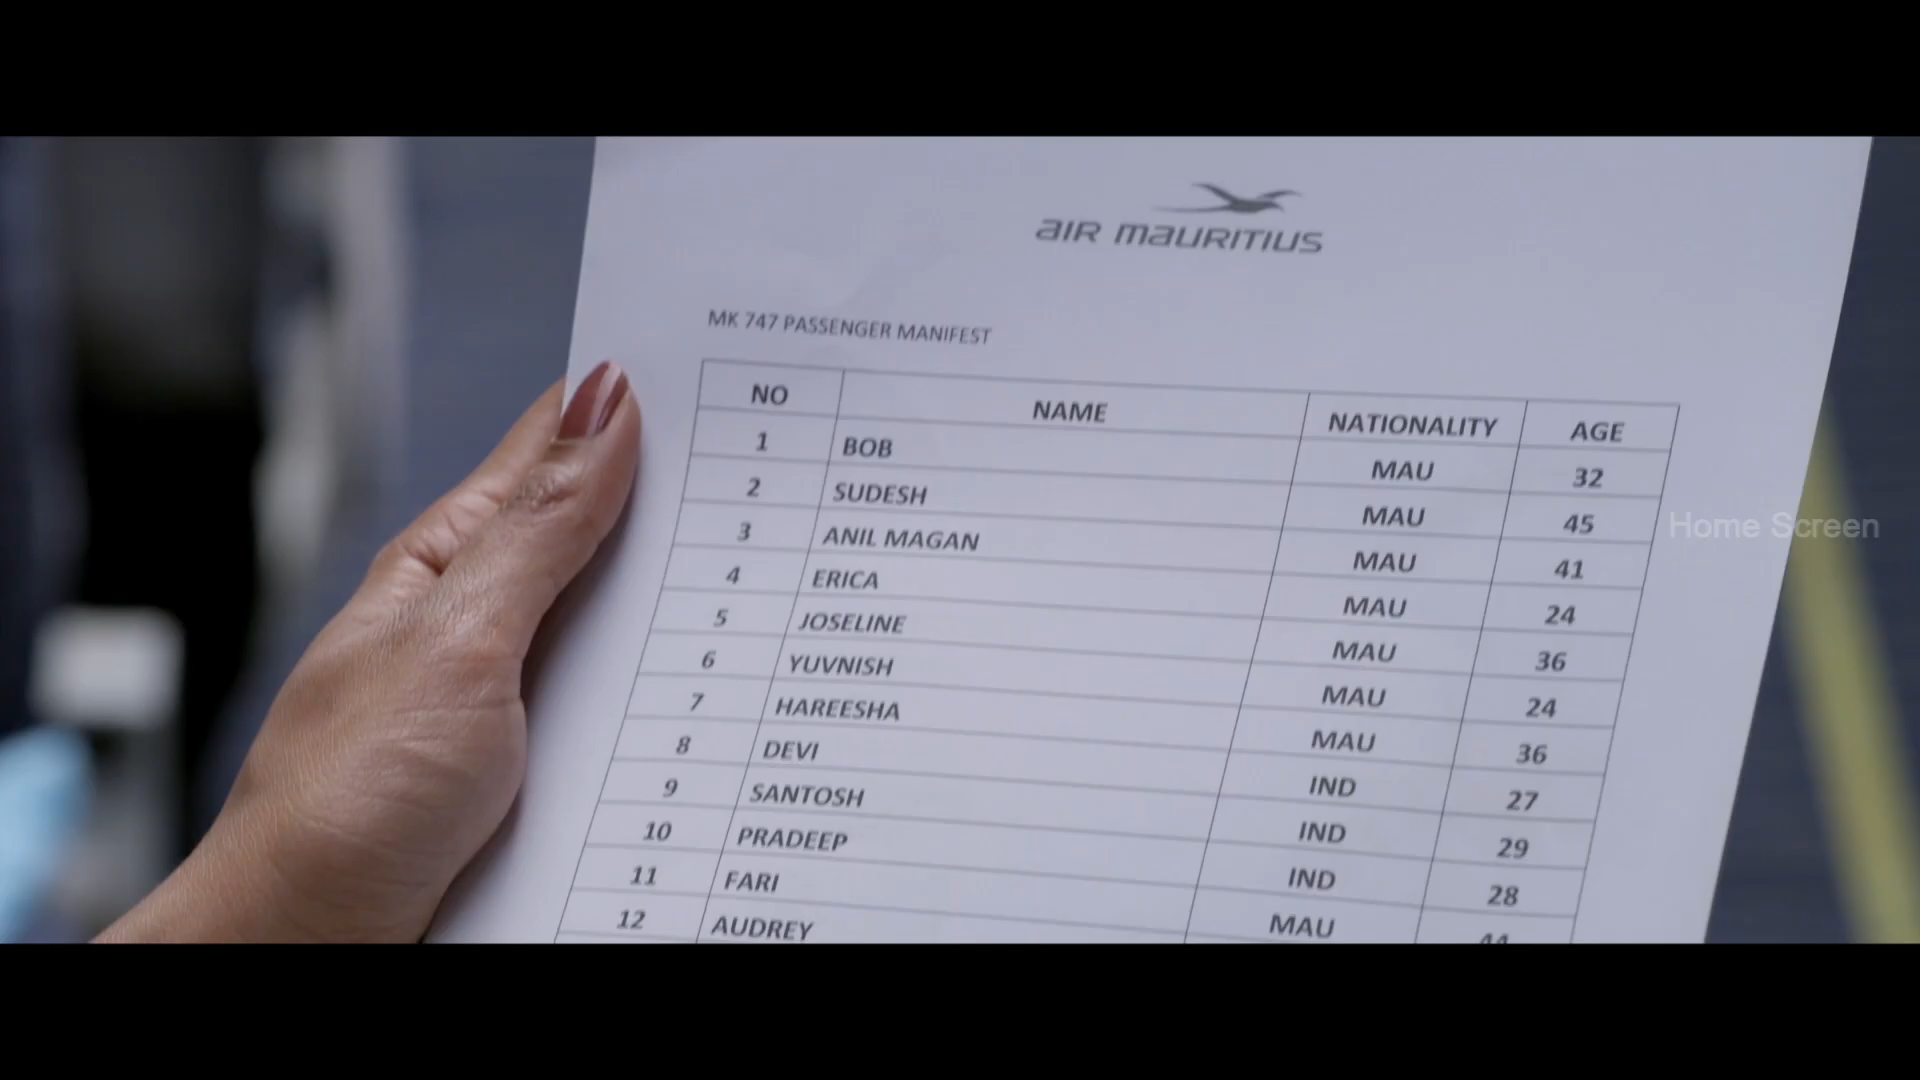 AIR MAURITIUS
MK 747 PASSENGER MANIFEST
NO NAME NATIONALITY AGE
1 BOB MAU 32
2 SUDESH MAU 45
3 ANIL MAGAN MAU 41
4 ERICA MAU 24
5 JOSELINE MAU 36
6 YUVNISH MAU 24
7 HAREESHA MAU 36
8 DEVI IND 27
9 SANTOSH IND 29
10 PRADEEP IND 28
11 FARI MAU
12 AUDREY
Home Screen